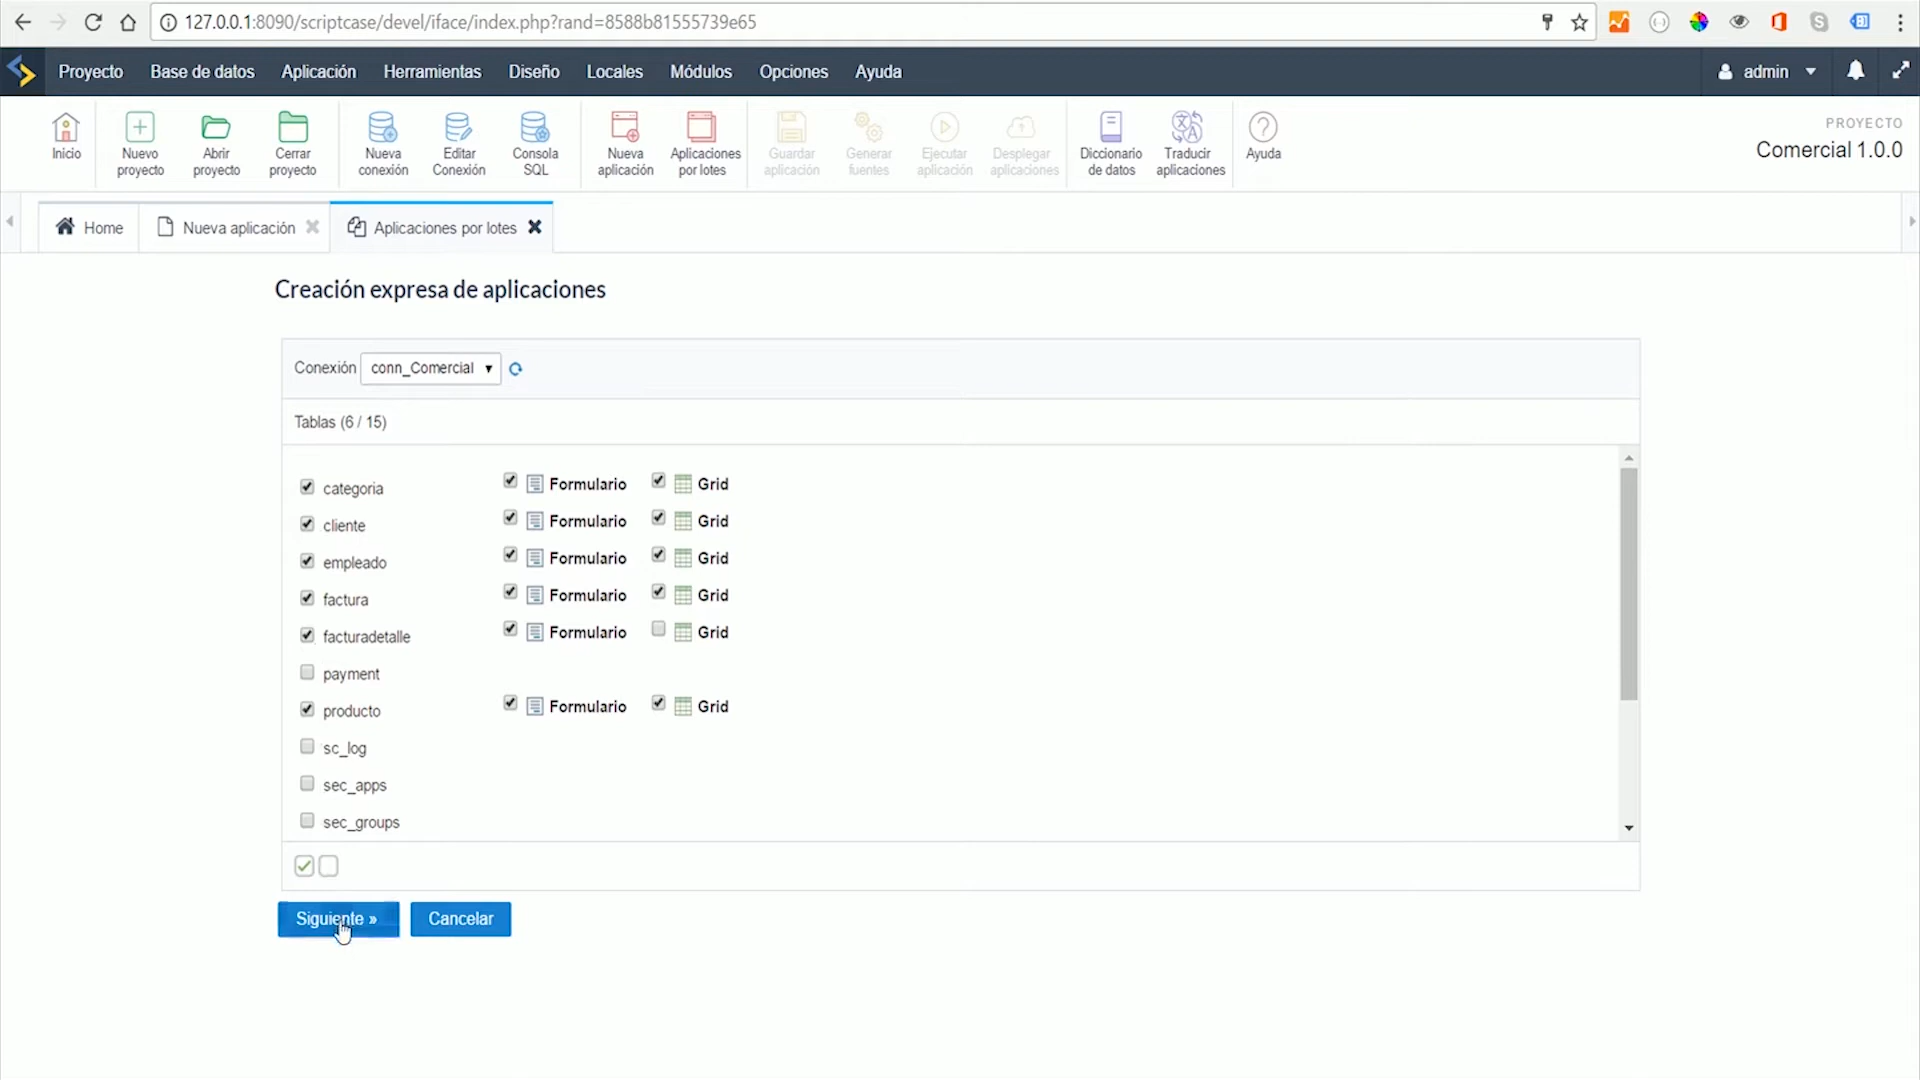 127.0.0.1:8090/scriptcase/devel/iface/index.php?rand=8588b81555739e65
Proyecto Base de datos Aplicación Herramientas Diseño Locales Módulos Opciones Ayuda admin
Inicio
Nuevo proyecto
Abrir proyecto
Cerrar proyecto
Nueva conexión
Editar Conexión
Consola SQL
Nueva aplicación
Aplicaciones por lotes
Guardar aplicación
Generar fuentes
Ejecutar aplicación
Desplegar aplicaciones
Diccionario de datos
Traducir aplicaciones
Ayuda
PROYECTO
Comercial 1.0.0
Home Nueva aplicación Aplicaciones por lotes
Creación expresa de aplicaciones
Conexión conn_Comercial
Tablas (6 / 15)
categoria Formulario Grid
cliente Formulario Grid
empleado Formulario Grid
factura Formulario Grid
facturadetalle Formulario Grid
payment
producto Formulario Grid
sc_log
sec_apps
sec_groups
Siguiente » Cancelar